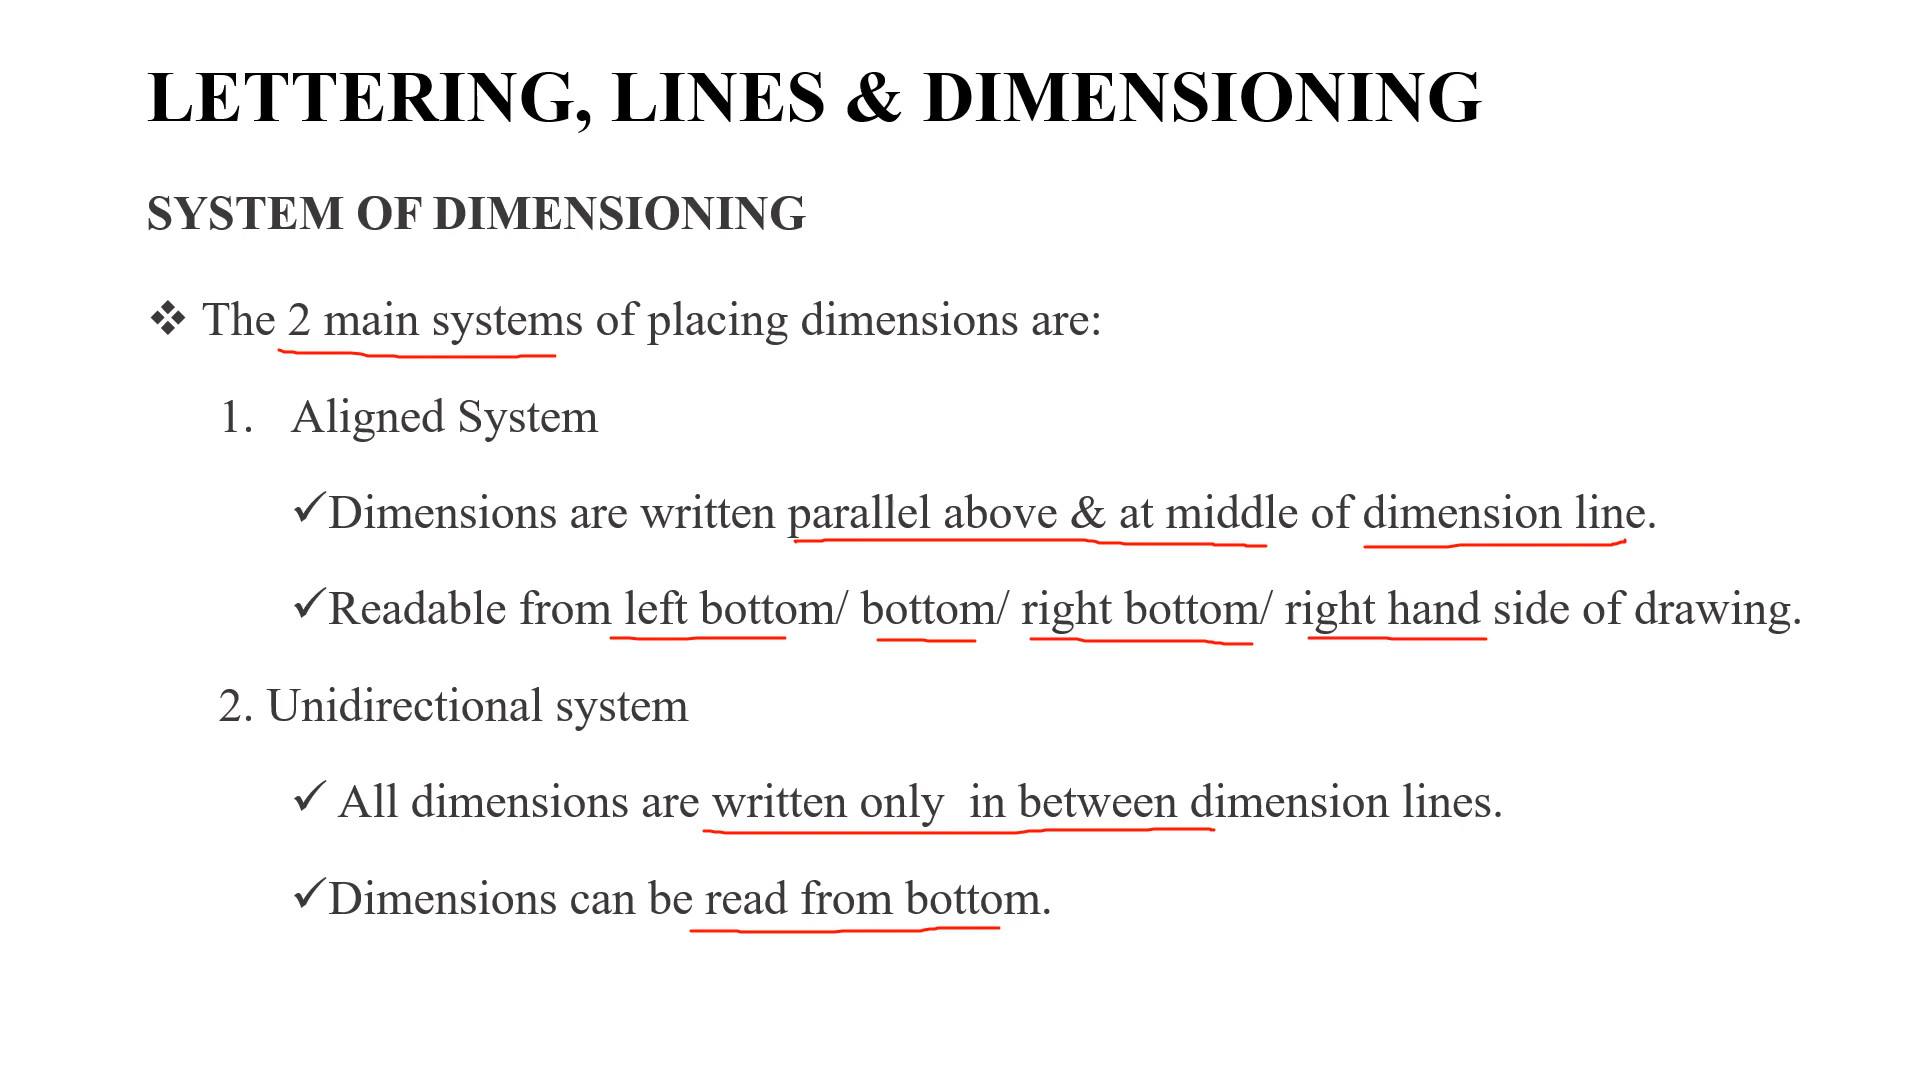 LETTERING, LINES & DIMENSIONING
SYSTEM OF DIMENSIONING
❖ The 2 main systems of placing dimensions are:
1. Aligned System
✓Dimensions are written parallel above & at middle of dimension line.
✓Readable from left bottom/ bottom/ right bottom/ right hand side of drawing.
2. Unidirectional system
✓ All dimensions are written only  in between dimension lines.
✓Dimensions can be read from bottom.